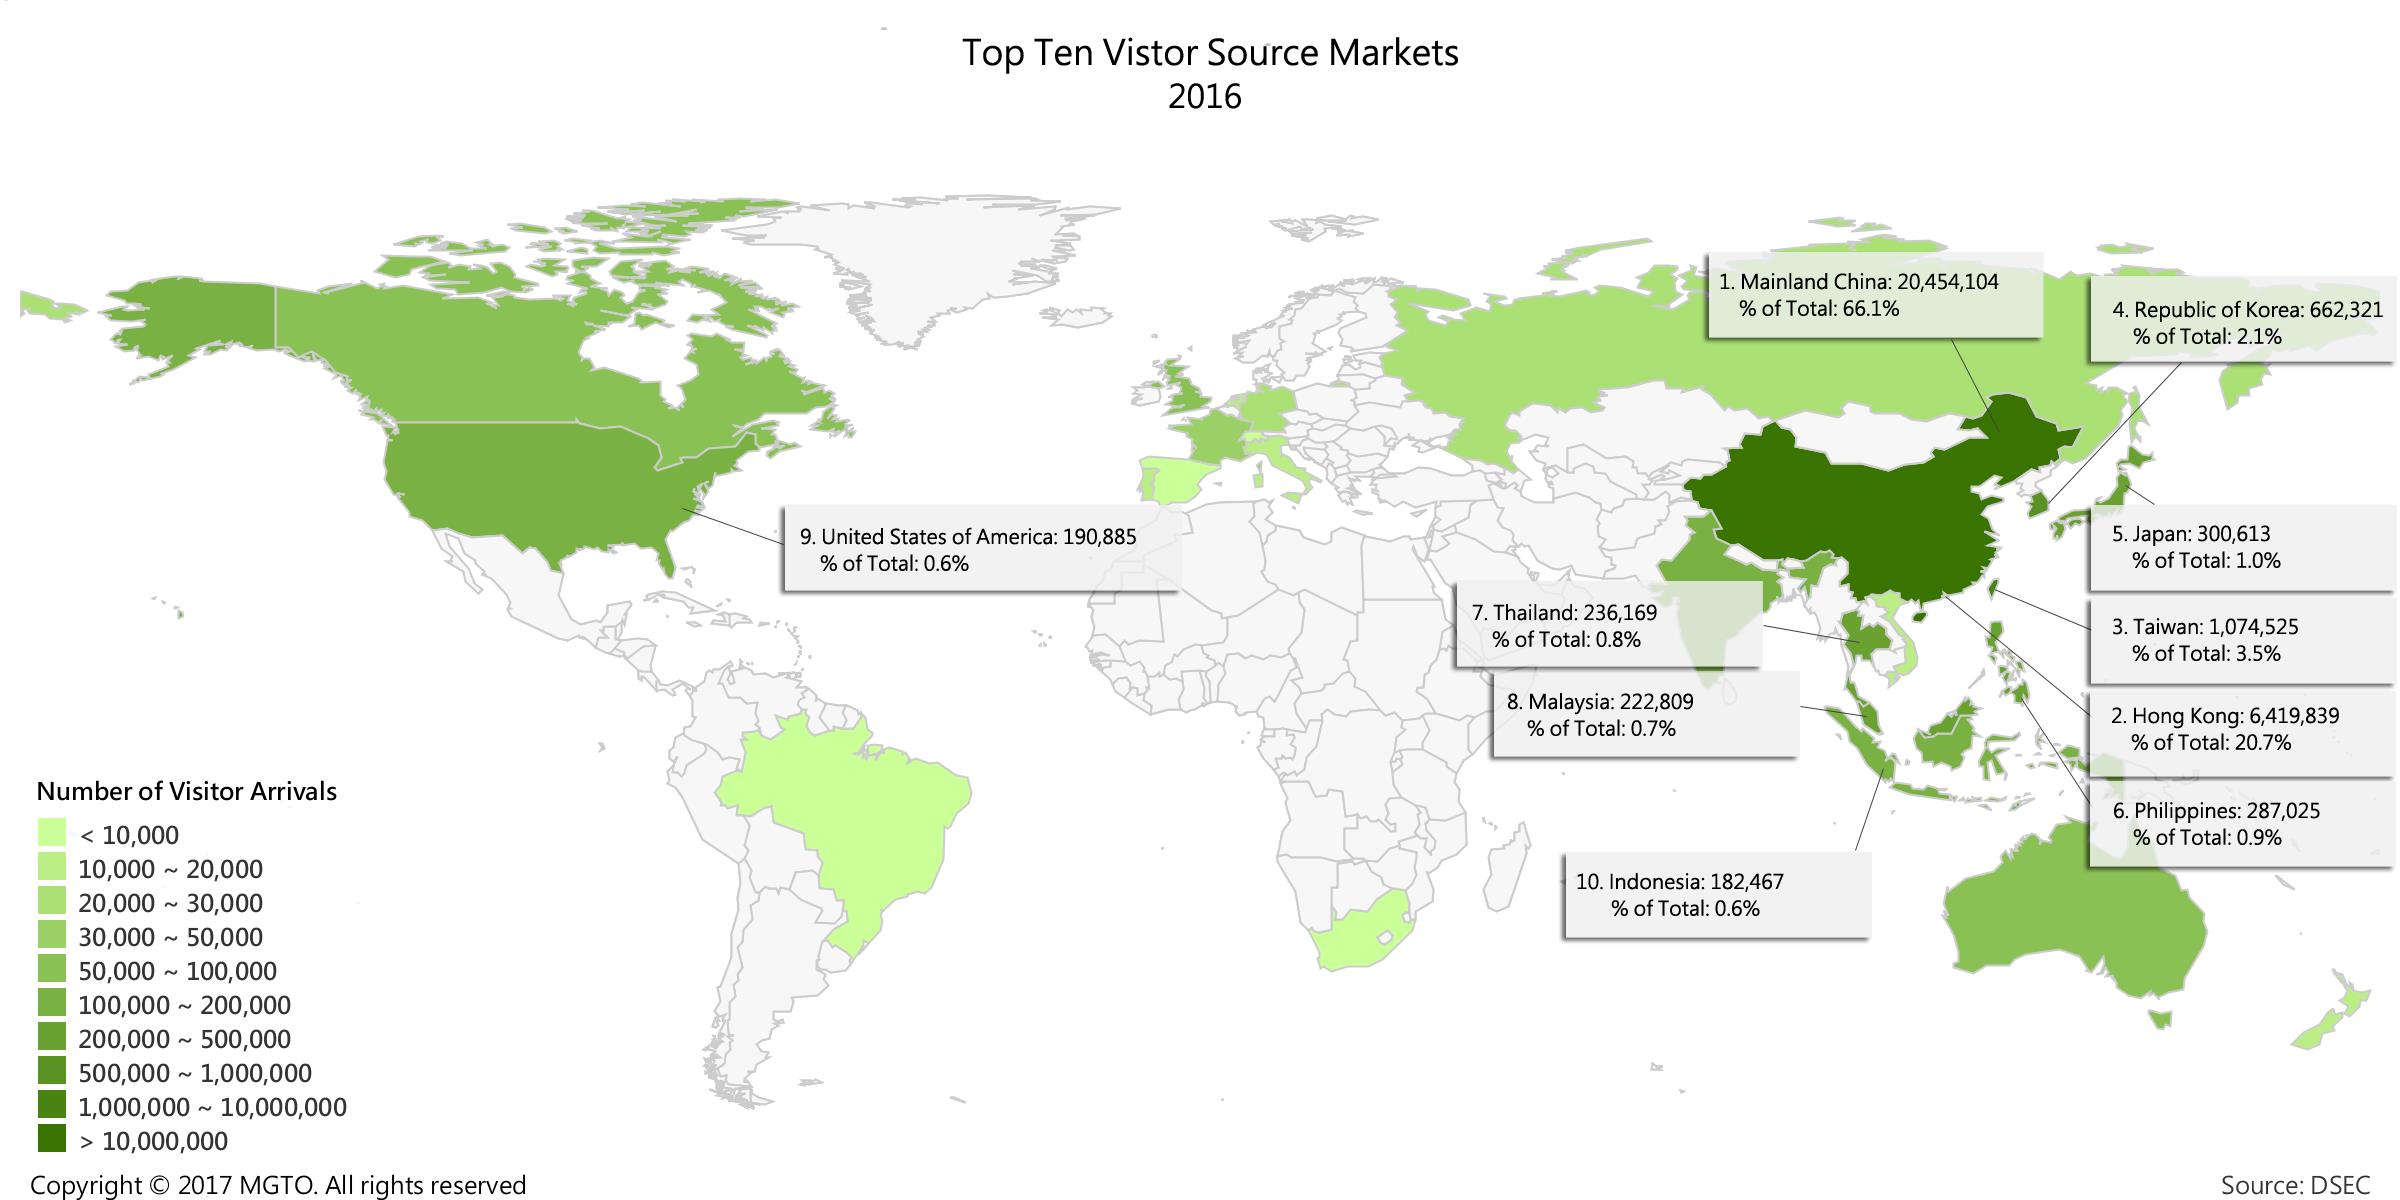 Top Ten Vistor Source Markets
2016
1. Mainland China: 20,454,104
% of Total: 66.1%
4. Republic of Korea: 662,321
% of Total: 2.1%
9. United States of America: 190,885
% of Total: 0.6%
5. Japan: 300,613
% of Total: 1.0%
7. Thailand: 236,169
% of Total: 0.8%
3. Taiwan: 1,074,525
% of Total: 3.5%
8. Malaysia: 222,809
% of Total: 0.7%
2. Hong Kong: 6,419,839
% of Total: 20.7%
6. Philippines: 287,025
% of Total: 0.9%
10. Indonesia: 182,467
% of Total: 0.6%
Number of Visitor Arrivals
< 10,000
10,000 ~ 20,000
20,000 ~ 30,000
30,000 ~ 50,000
50,000 ~ 100,000
100,000 ~ 200,000
200,000 ~ 500,000
500,000 ~ 1,000,000
1,000,000 ~ 10,000,000
> 10,000,000
Copyright © 2017 MGTO. All rights reserved
Source: DSEC